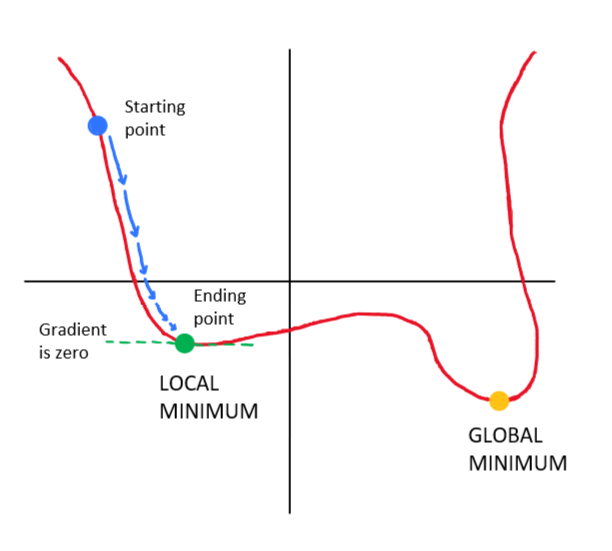 Starting
point
Ending
point
Gradient
is zero
LOCAL
MINIMUM
GLOBAL
MINIMUM